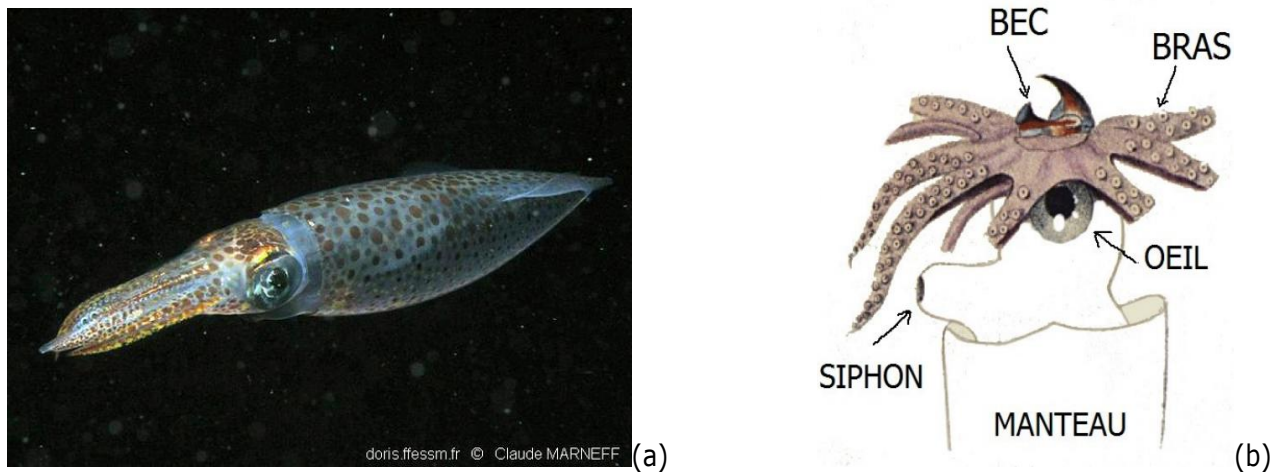 BEC
BRAS
OEIL
SIPHON
MANTEAU
doris.ffessm.fr © Claude MARNEFF
(a)
(b)